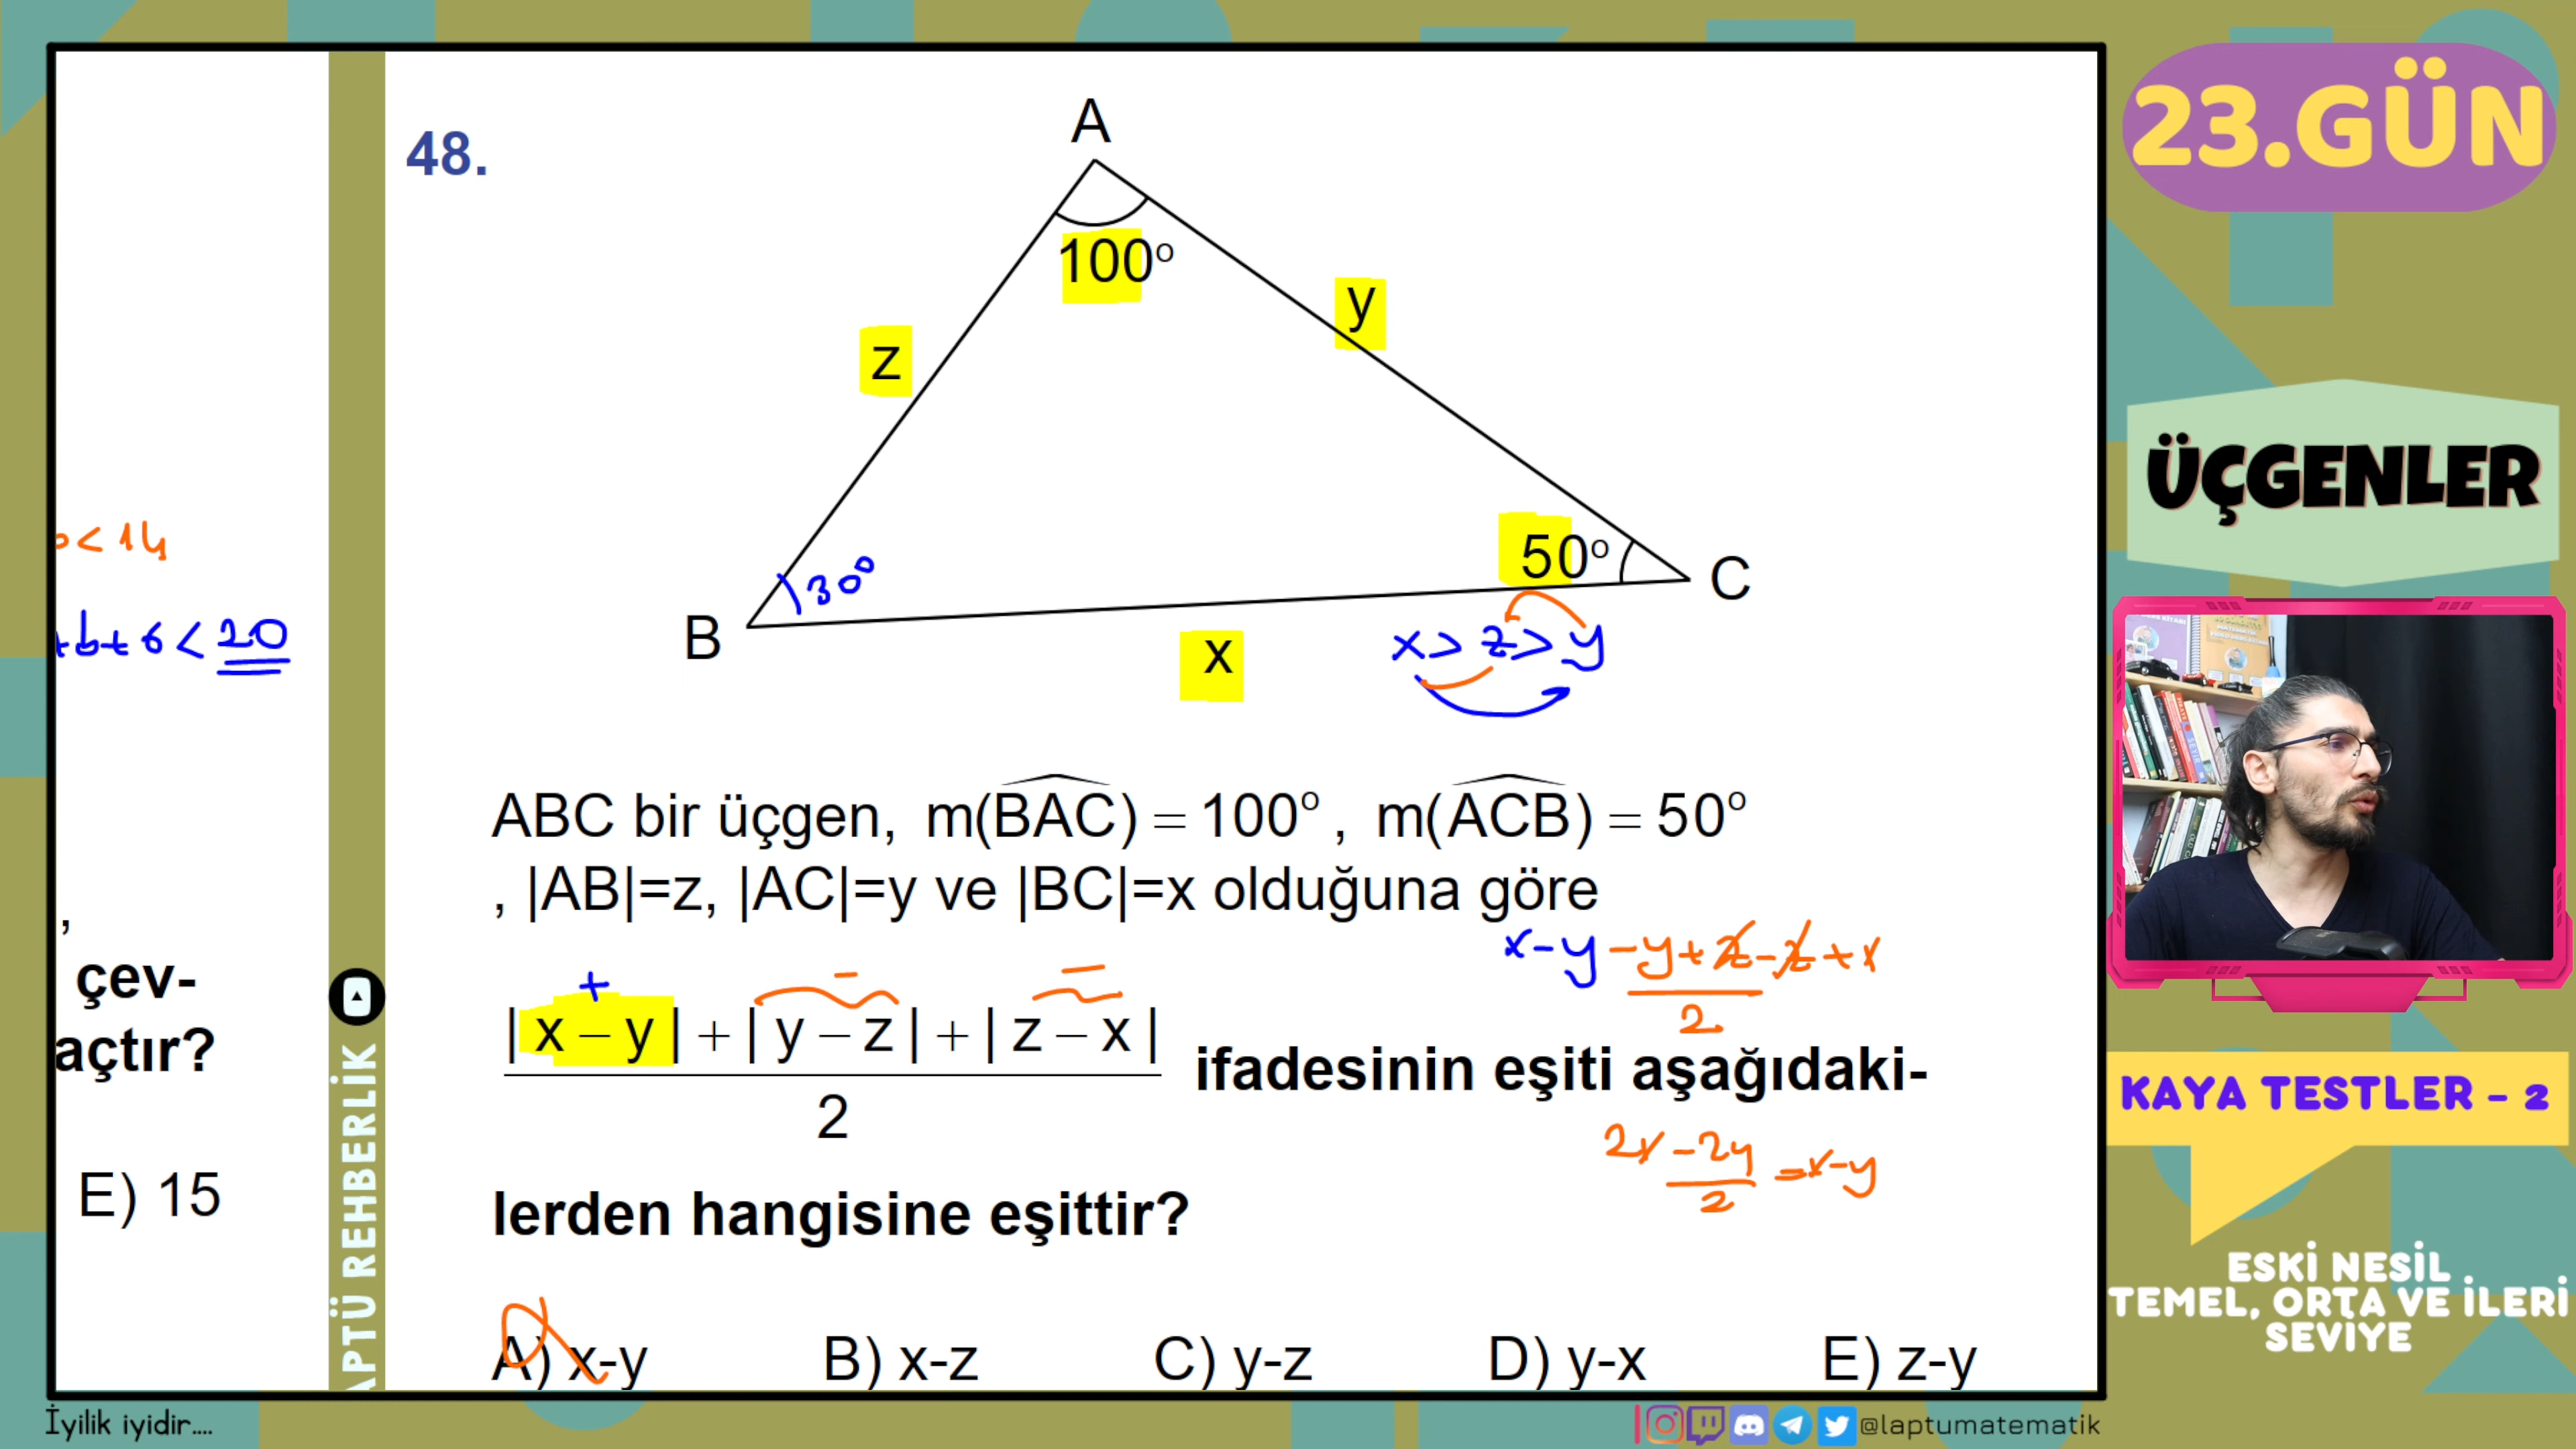 23.GÜN
ÜÇGENLER
KAYA TESTLER - 2
ESKİ NESİL
TEMEL, ORTA VE İLERİ
SEVİYE
< 14
+b+6 < 20
,
çev-
açtır?
E) 15
APTÜ REHBERLİK
48.
A
100°
z
y
50°
C
30°
B
x
x > z > y
ABC bir üçgen, m(BAC) = 100°, m(ACB) = 50°
, |AB|=z, |AC|=y ve |BC|=x olduğuna göre
x-y-y+z-z+x
2
+ - -
|x-y|+|y-z|+|z-x|
2
ifadesinin eşiti aşağıdaki-
2x-2y
2
=x-y
lerden hangisine eşittir?
A) x-y B) x-z C) y-z D) y-x E) z-y
İyilik iyidir....
@laptumatematik